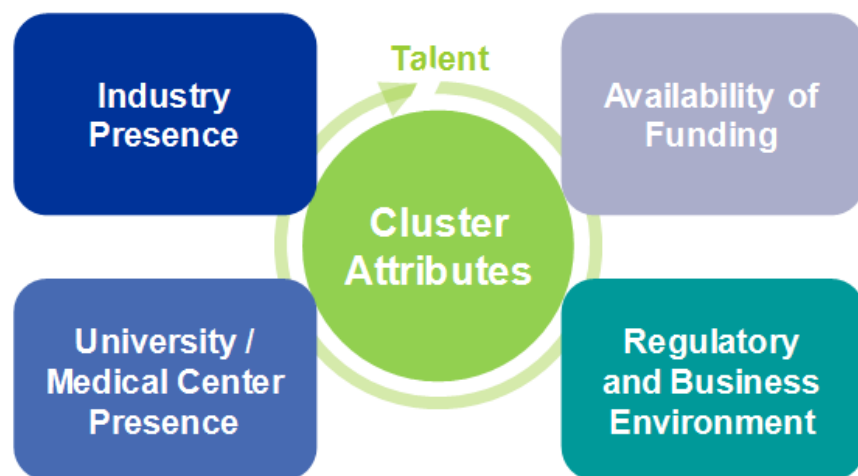 Talent
Industry
Presence
Availability of
Funding
Cluster
Attributes
University /
Medical Center
Presence
Regulatory
and Business
Environment